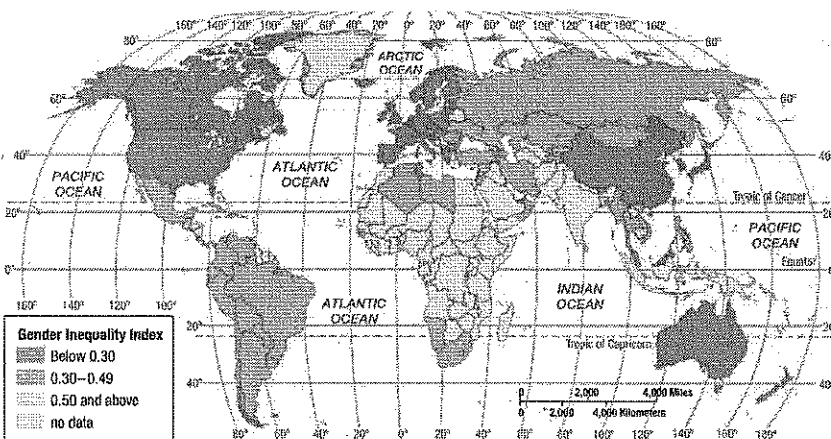 160° 140° 120° 100° 80° 60° 40° 20° 0° 20° 40° 60° 80° 100° 120° 140° 160°
80° 80°
ARCTIC
OCEAN
60° 60°
40° 40°
PACIFIC
OCEAN
ATLANTIC
OCEAN
Tropic of Cancer
20°
PACIFIC
OCEAN
Equator
0° 0°
160° 140° 120° 100°
ATLANTIC
OCEAN
INDIAN
OCEAN
20°
Tropic of Capricorn
40°
Gender Inequality Index
Below 0.30
0.30–0.49
0.50 and above
no data
0 2,000 4,000 Miles
0 2,000 4,000 Kilometers
80° 60° 40° 20° 0° 20° 40° 60° 80° 100° 120° 140° 160° 180°